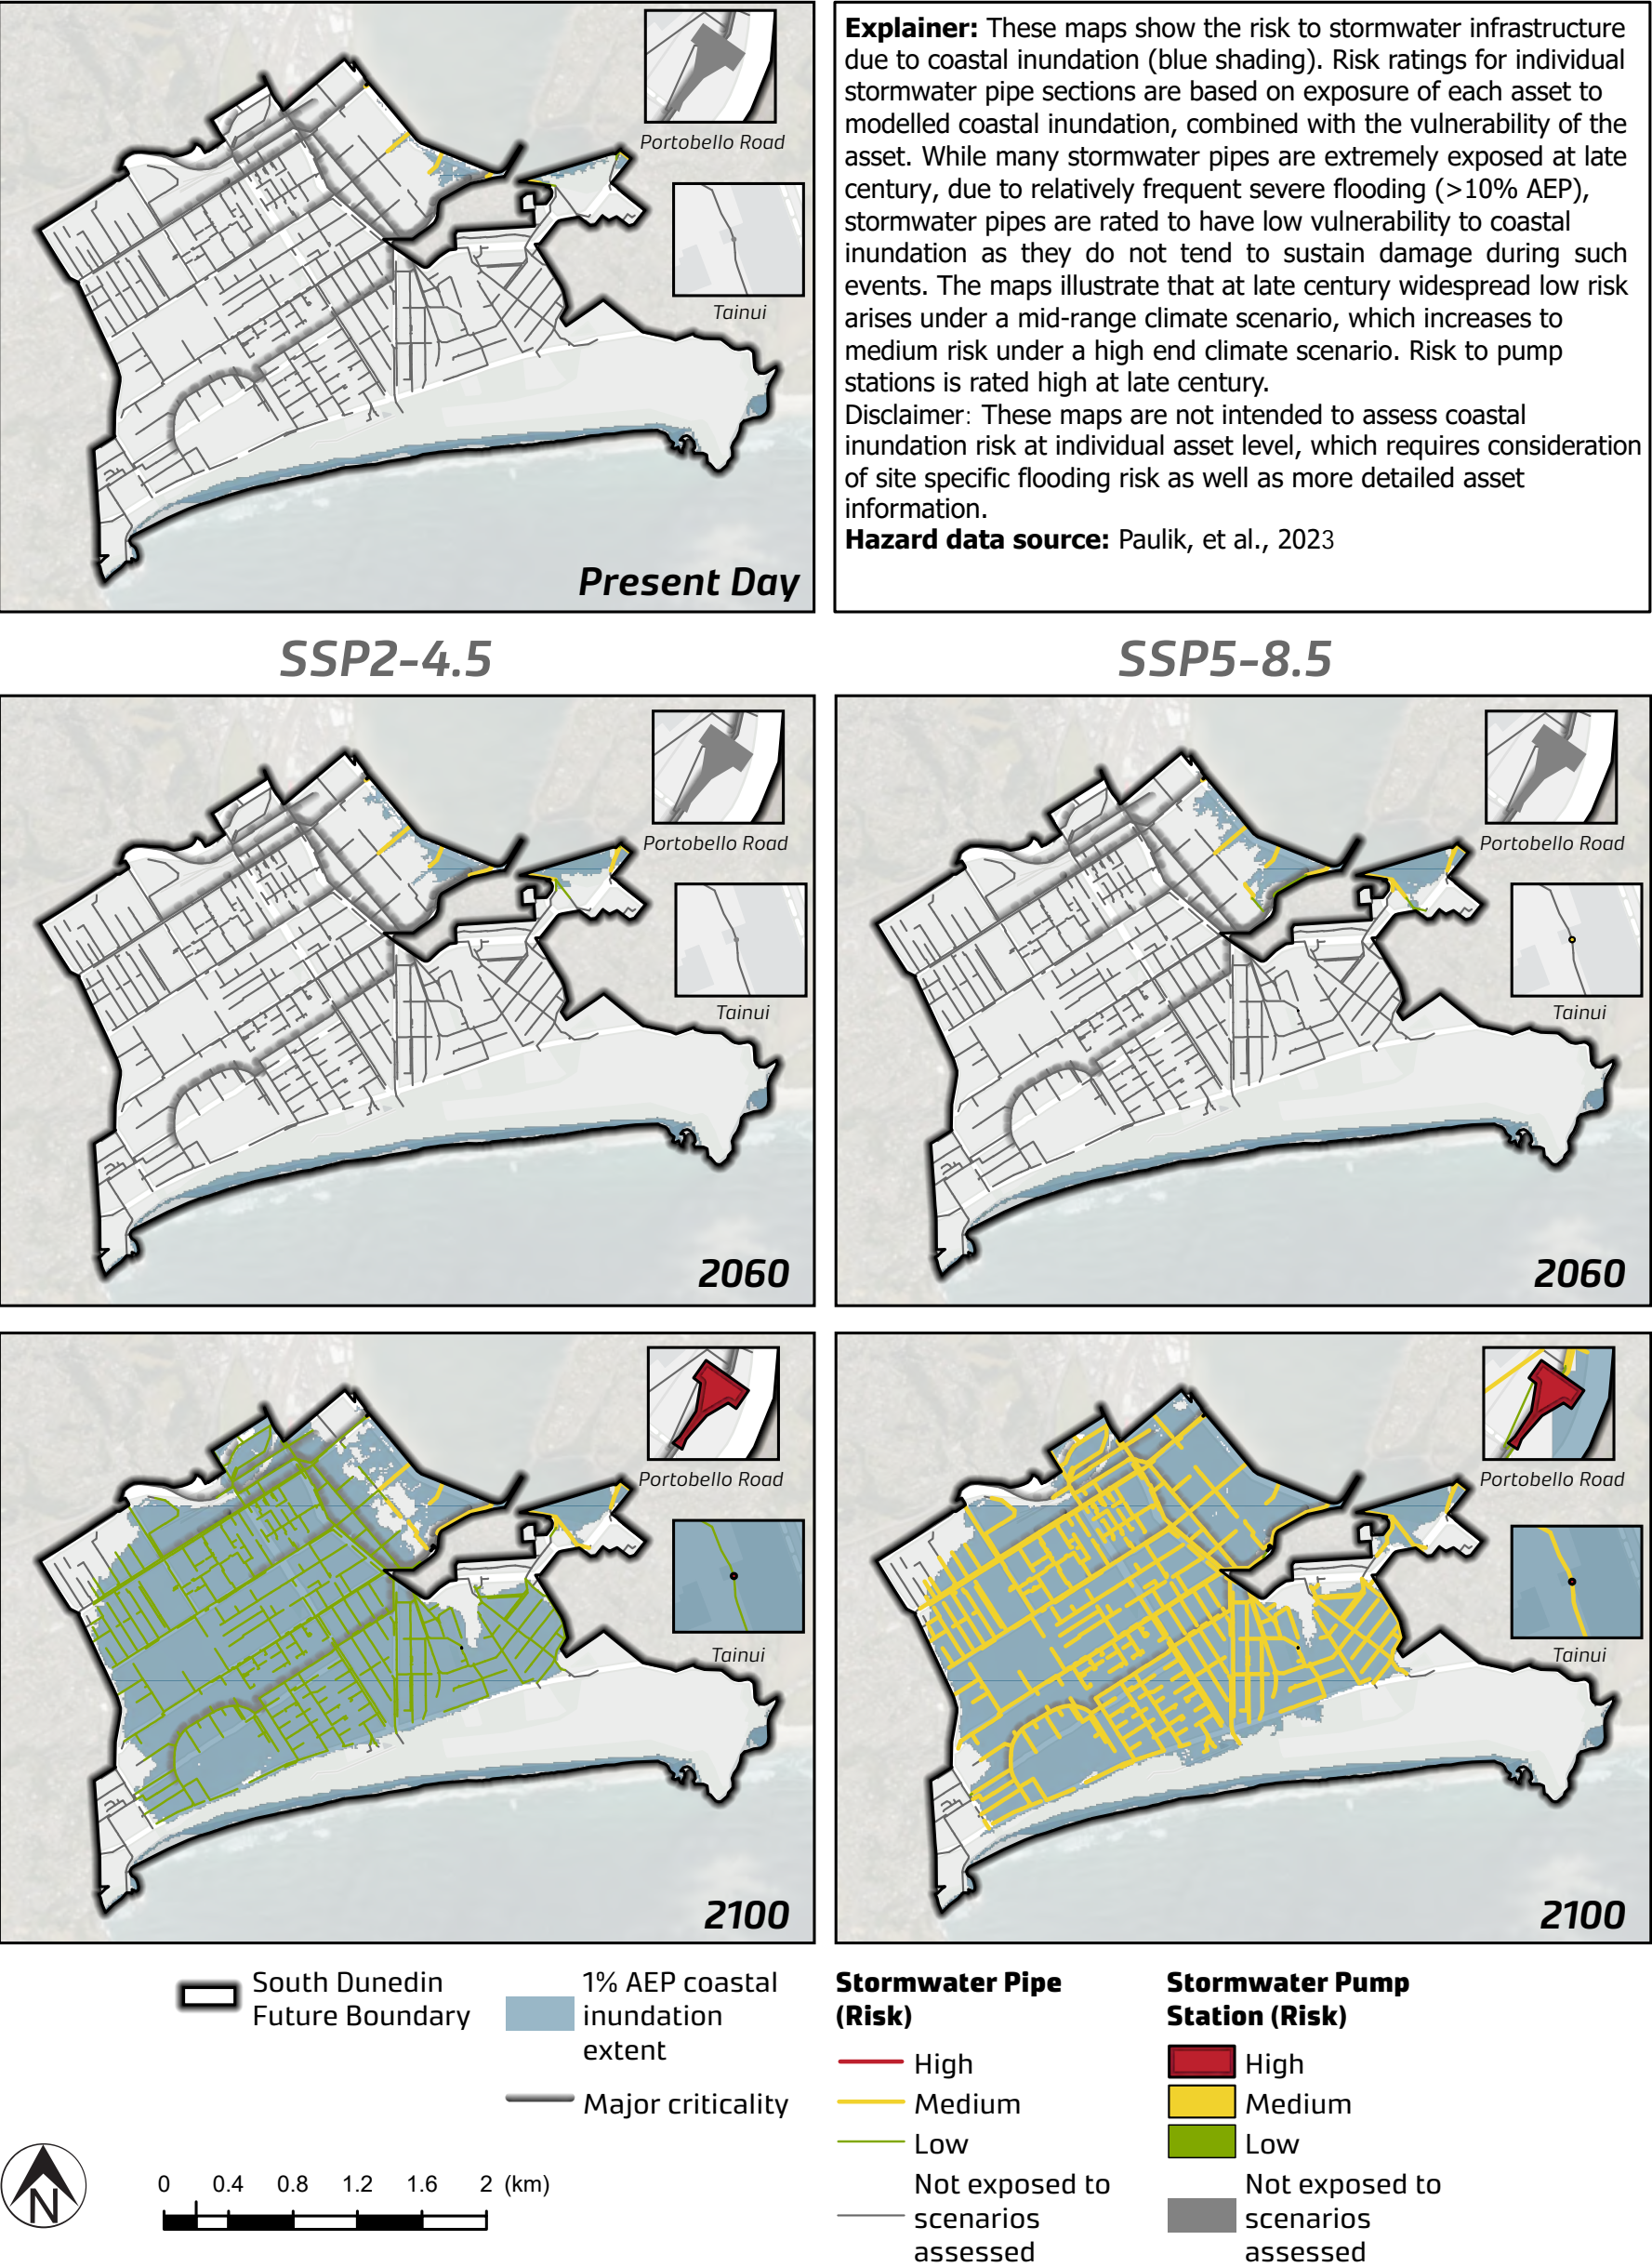 Portobello Road
Tainui
Present Day
Explainer: These maps show the risk to stormwater infrastructure
due to coastal inundation (blue shading). Risk ratings for individual
stormwater pipe sections are based on exposure of each asset to
modelled coastal inundation, combined with the vulnerability of the
asset. While many stormwater pipes are extremely exposed at late
century, due to relatively frequent severe flooding (>10% AEP),
stormwater pipes are rated to have low vulnerability to coastal
inundation as they do not tend to sustain damage during such
events. The maps illustrate that at late century widespread low risk
arises under a mid-range climate scenario, which increases to
medium risk under a high end climate scenario. Risk to pump
stations is rated high at late century.
Disclaimer: These maps are not intended to assess coastal
inundation risk at individual asset level, which requires consideration
of site specific flooding risk as well as more detailed asset
information.
Hazard data source: Paulik, et al., 2023
SSP2-4.5
SSP5-8.5
Portobello Road
Tainui
2060
Portobello Road
Tainui
2060
Portobello Road
Tainui
2100
Portobello Road
Tainui
2100
South Dunedin
Future Boundary
1% AEP coastal
inundation
extent
Major criticality
Stormwater Pipe
(Risk)
High
Medium
Low
Not exposed to
scenarios
assessed
Stormwater Pump
Station (Risk)
High
Medium
Low
Not exposed to
scenarios
assessed
N
0 0.4 0.8 1.2 1.6 2 (km)